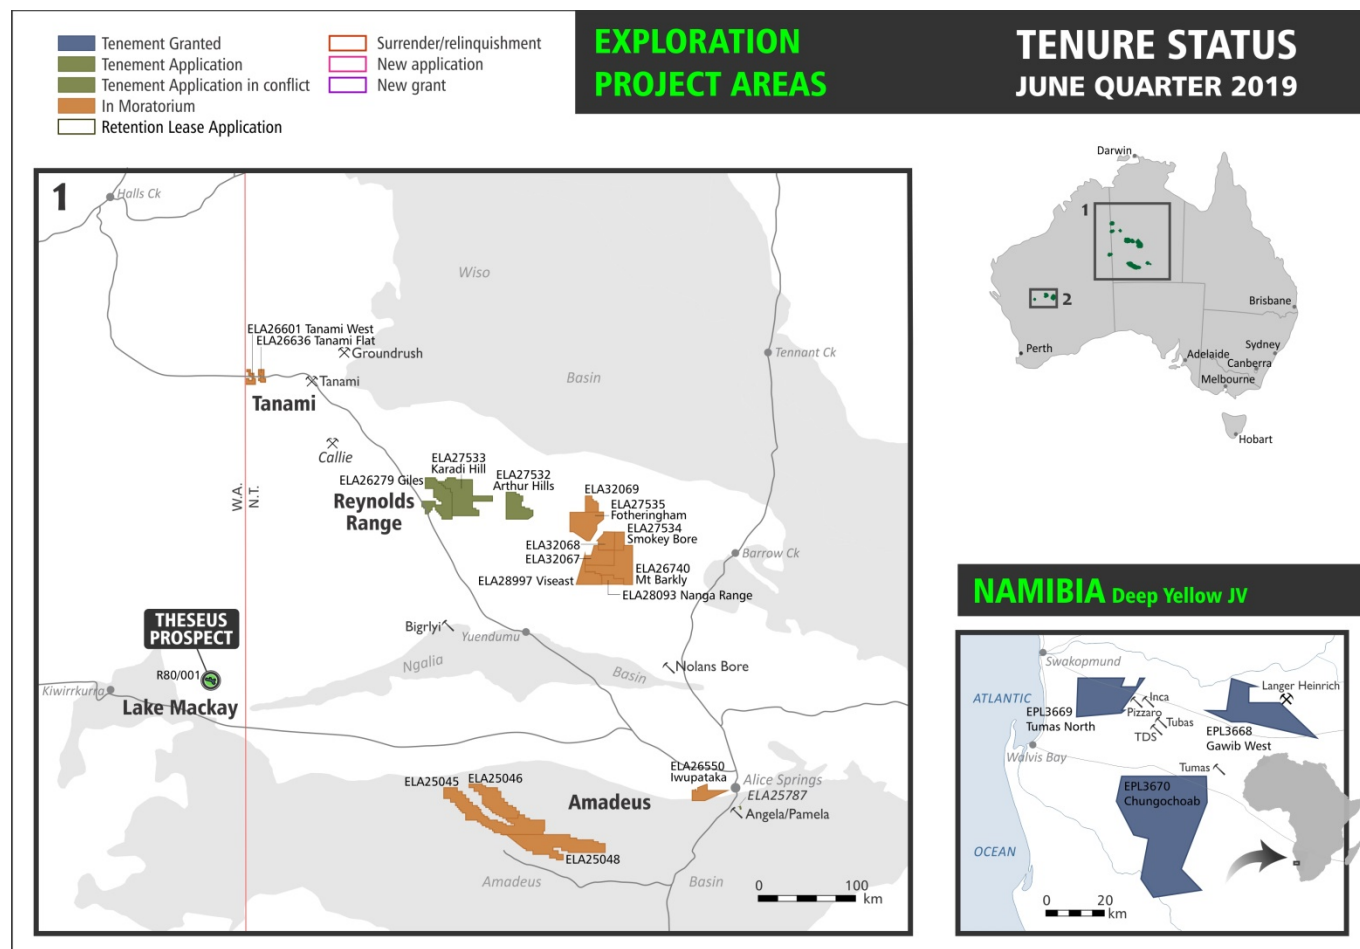 Tenement Granted
Tenement Application
Tenement Application in conflict
In Moratorium
Retention Lease Application
Surrender/relinquishment
New application
New grant
EXPLORATION
PROJECT AREAS
TENURE STATUS
JUNE QUARTER 2019
1
Halls Ck
Wiso
Basin
ELA26601 Tanami West
ELA26636 Tanami Flat
Groundrush
Tanami
Tanami
Tennant Ck
Callie
W.A.
N.T.
ELA27533
Karadi Hill
ELA26279 Giles
ELA27532
Arthur Hills
Reynolds
Range
ELA32069
ELA27535
Fotheringham
ELA27534
Smokey Bore
ELA32068
ELA32067
ELA26740
Mt Barkly
ELA28997 Viseast
ELA28093 Nanga Range
Barrow Ck
THESEUS
PROSPECT
R80/001
Kiwirrkurra
Lake Mackay
Bigrlyi
Yuendumu
Ngalia
Basin
Nolans Bore
ELA25045
ELA25046
ELA25048
Amadeus
ELA26550
Iwupataka
Alice Springs
ELA25787
Angela/Pamela
Amadeus
Basin
0 100
km
Darwin
1
2
Brisbane
Perth
Adelaide
Sydney
Canberra
Melbourne
Hobart
NAMIBIA Deep Yellow JV
Swakopmund
ATLANTIC
EPL3669
Tumas North
Inca
Pizzaro
Tubas
TDS
Langer Heinrich
EPL3668
Gawib West
Walvis Bay
Tumas
EPL3670
Chungochoab
OCEAN
0 20
km